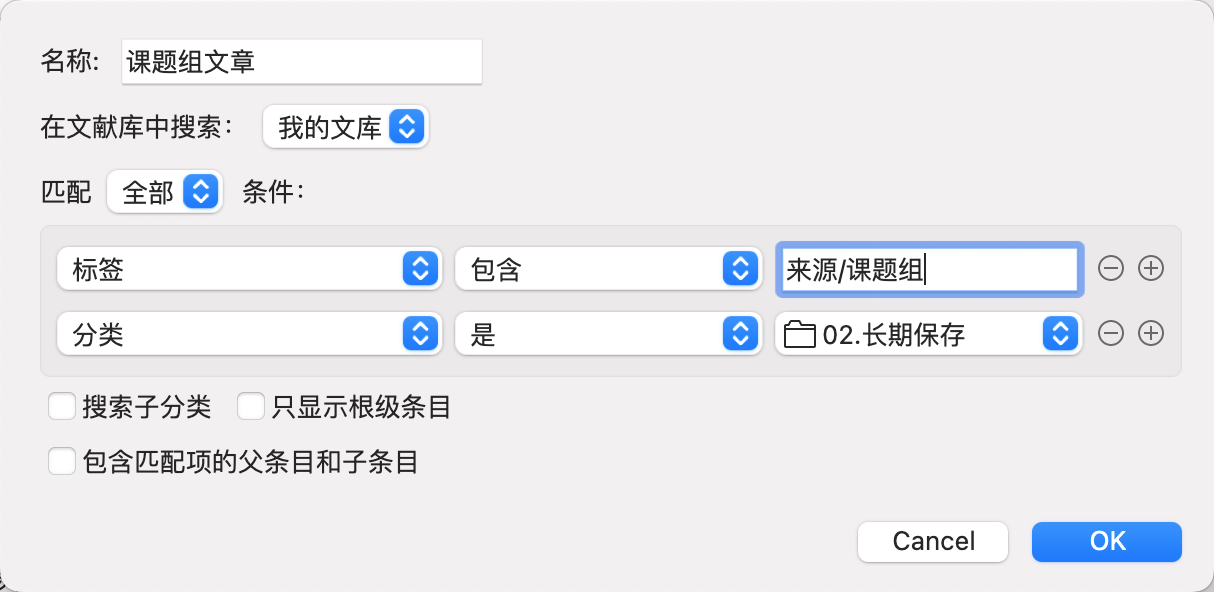 名称: 课题组文章
在文献库中搜索: 我的文库
匹配 全部 条件:
标签 包含 来源/课题组
分类 是 02.长期保存
搜索子分类 只显示根级条目
包含匹配项的父条目和子条目
Cancel OK